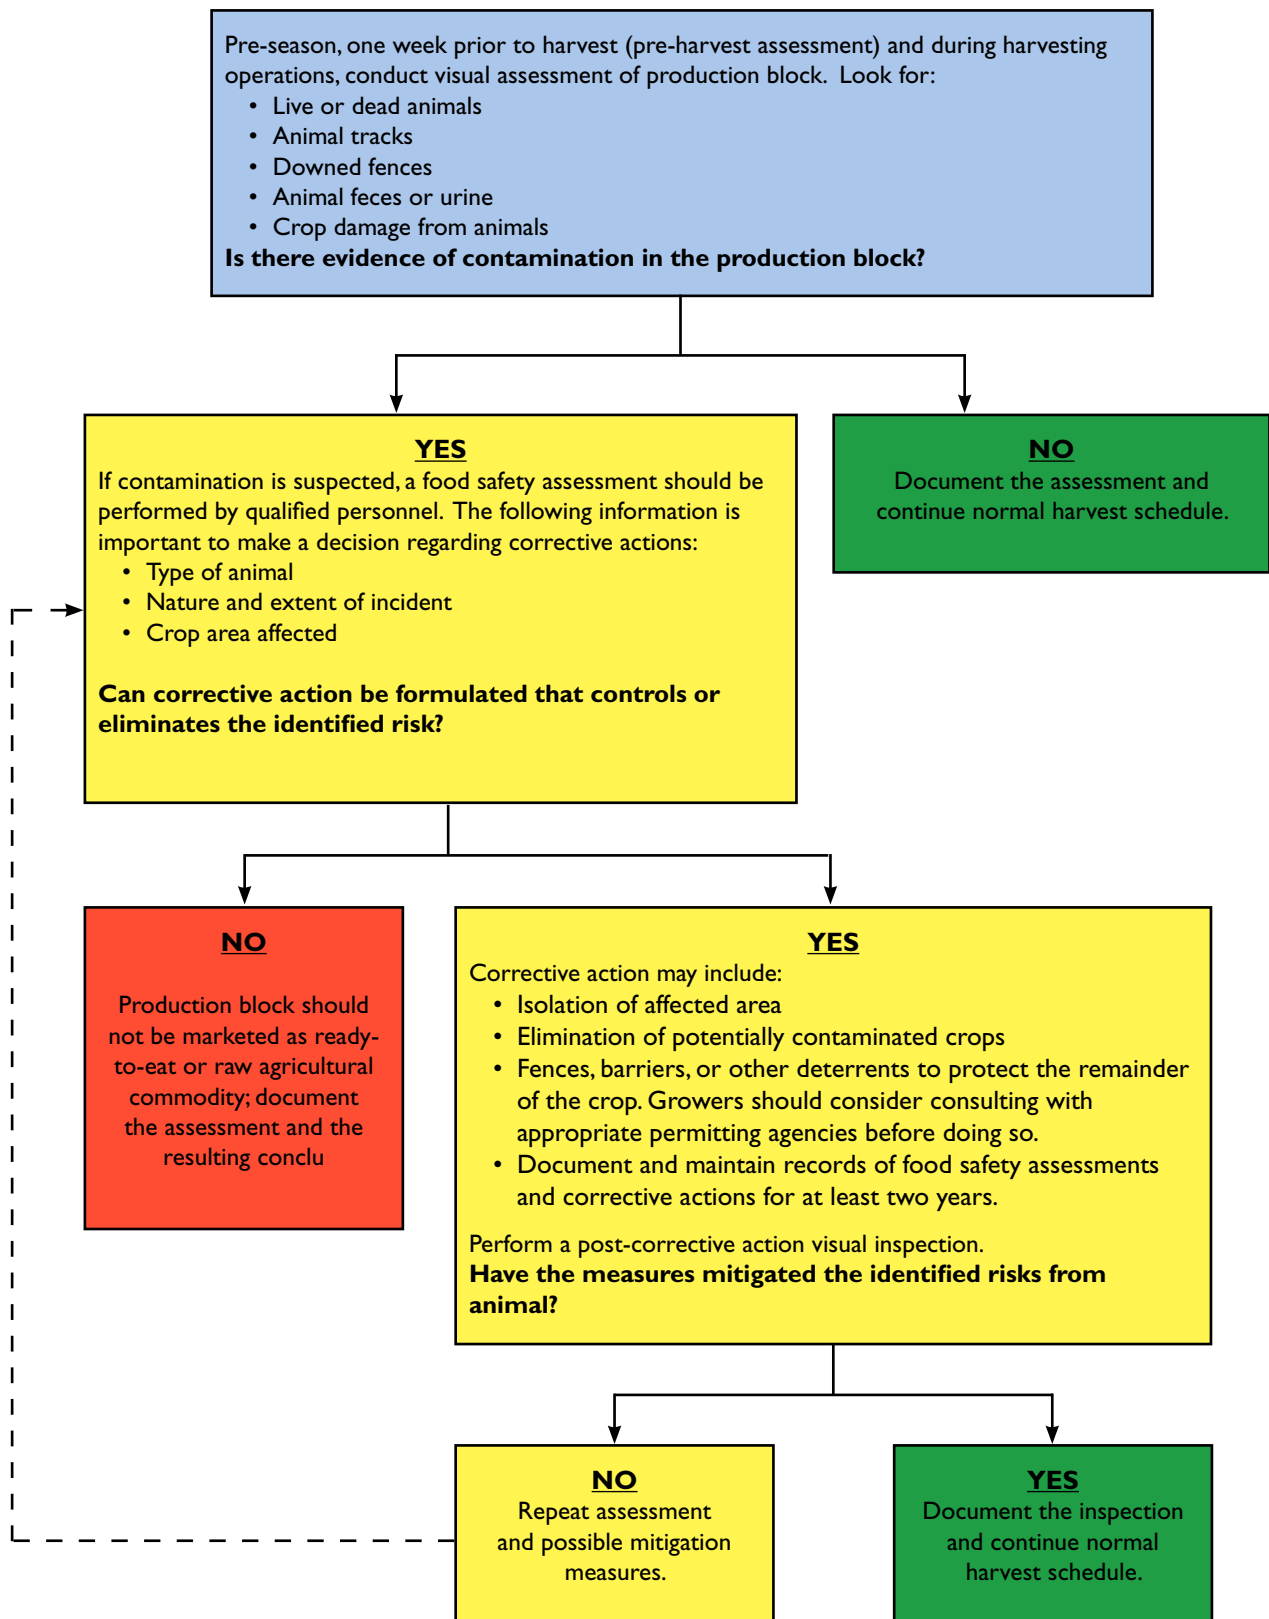 Pre-season, one week prior to harvest (pre-harvest assessment) and during harvesting
operations, conduct visual assessment of production block. Look for:
• Live or dead animals
• Animal tracks
• Downed fences
• Animal feces or urine
• Crop damage from animals
Is there evidence of contamination in the production block?
YES
If contamination is suspected, a food safety assessment should be
performed by qualified personnel. The following information is
important to make a decision regarding corrective actions:
• Type of animal
• Nature and extent of incident
• Crop area affected
Can corrective action be formulated that controls or
eliminates the identified risk?
NO
Document the assessment and
continue normal harvest schedule.
NO
Production block should
not be marketed as ready-
to-eat or raw agricultural
commodity; document
the assessment and the
resulting conclu
YES
Corrective action may include:
• Isolation of affected area
• Elimination of potentially contaminated crops
• Fences, barriers, or other deterrents to protect the remainder
of the crop. Growers should consider consulting with
appropriate permitting agencies before doing so.
• Document and maintain records of food safety assessments
and corrective actions for at least two years.
Perform a post-corrective action visual inspection.
Have the measures mitigated the identified risks from
animal?
NO
Repeat assessment
and possible mitigation
measures.
YES
Document the inspection
and continue normal
harvest schedule.